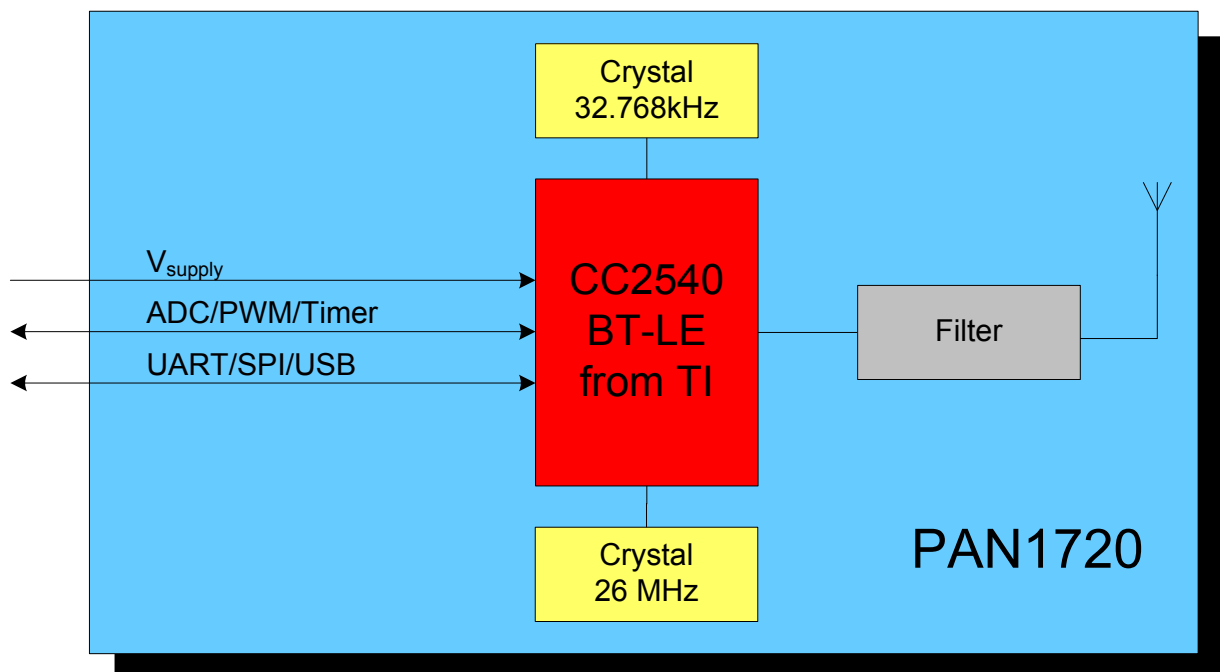 Crystal
32.768kHz
Vsupply
ADC/PWM/Timer
UART/SPI/USB
CC2540
BT-LE
from TI
Filter
Crystal
26 MHz
PAN1720